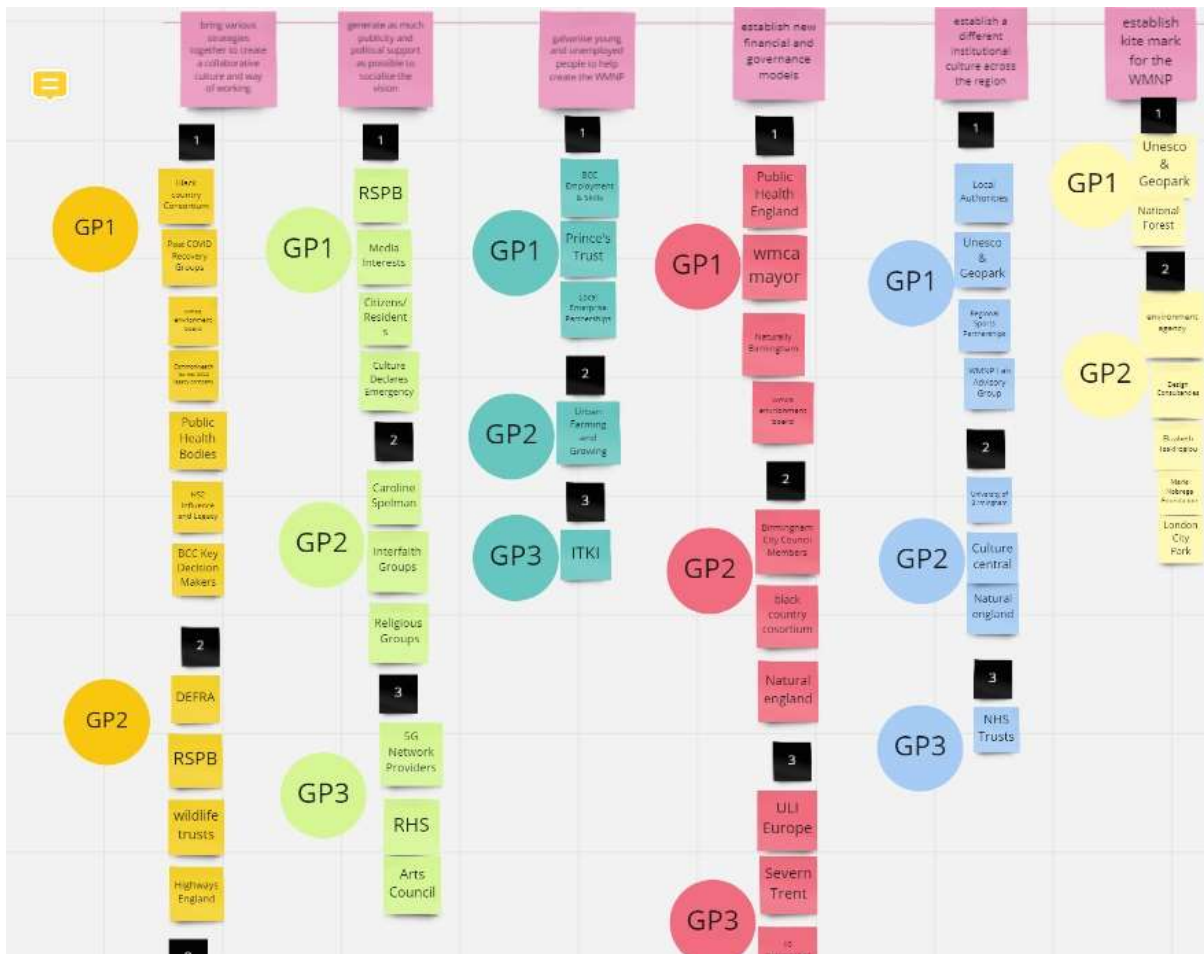 bring various
strategies
together to create
a collaborative
culture and way
of working
generate as much
publicity and
political support
as possible to
socialise the
vision
galvanise young
and unemployed
people to help
create the WMNP
establish new
financial and
governance
models
establish a
different
institutional
culture across
the region
establish
kite mark
for the
WMNP
1
GP1
Black
country
Consortium
Post COVID
Recovery
Groups
environment
board
Public
Health
Bodies
HS2
Influence
and Legacy
BCC Key
Decision
Makers
2
GP2
DEFRA
RSPB
wildlife
trusts
Highways
England
1
GP1
RSPB
Media
Interests
Citizens/
Resident
s
Culture
Declares
Emergency
2
GP2
Caroline
Spelman
Interfaith
Groups
Religious
Groups
3
GP3
5G
Network
Providers
RHS
Arts
Council
1
GP1
BCC
Employment
& Skills
Prince's
Trust
Local
Enterprise
Partnerships
2
GP2
Urban
Farming
and
Growing
3
GP3
ITKI
1
GP1
Public
Health
England
wmca
mayor
Naturally
Birmingham
wmca
environment
board
2
GP2
Birmingham
City Council
Members
black
country
cosortium
Natural
england
3
GP3
ULI
Europe
Severn
Trent
1
GP1
Local
Authorities
Unesco
&
Geopark
Regional
Sports
Partnerships
WMNP Lab
Advisory
Group
2
GP2
University of
Birmingham
Culture
central
Natural
england
3
GP3
NHS
Trusts
1
GP1
Unesco
&
Geopark
National
Forest
2
GP2
environment
agency
Design
Consultancies
Elizabeth
London
City
Park